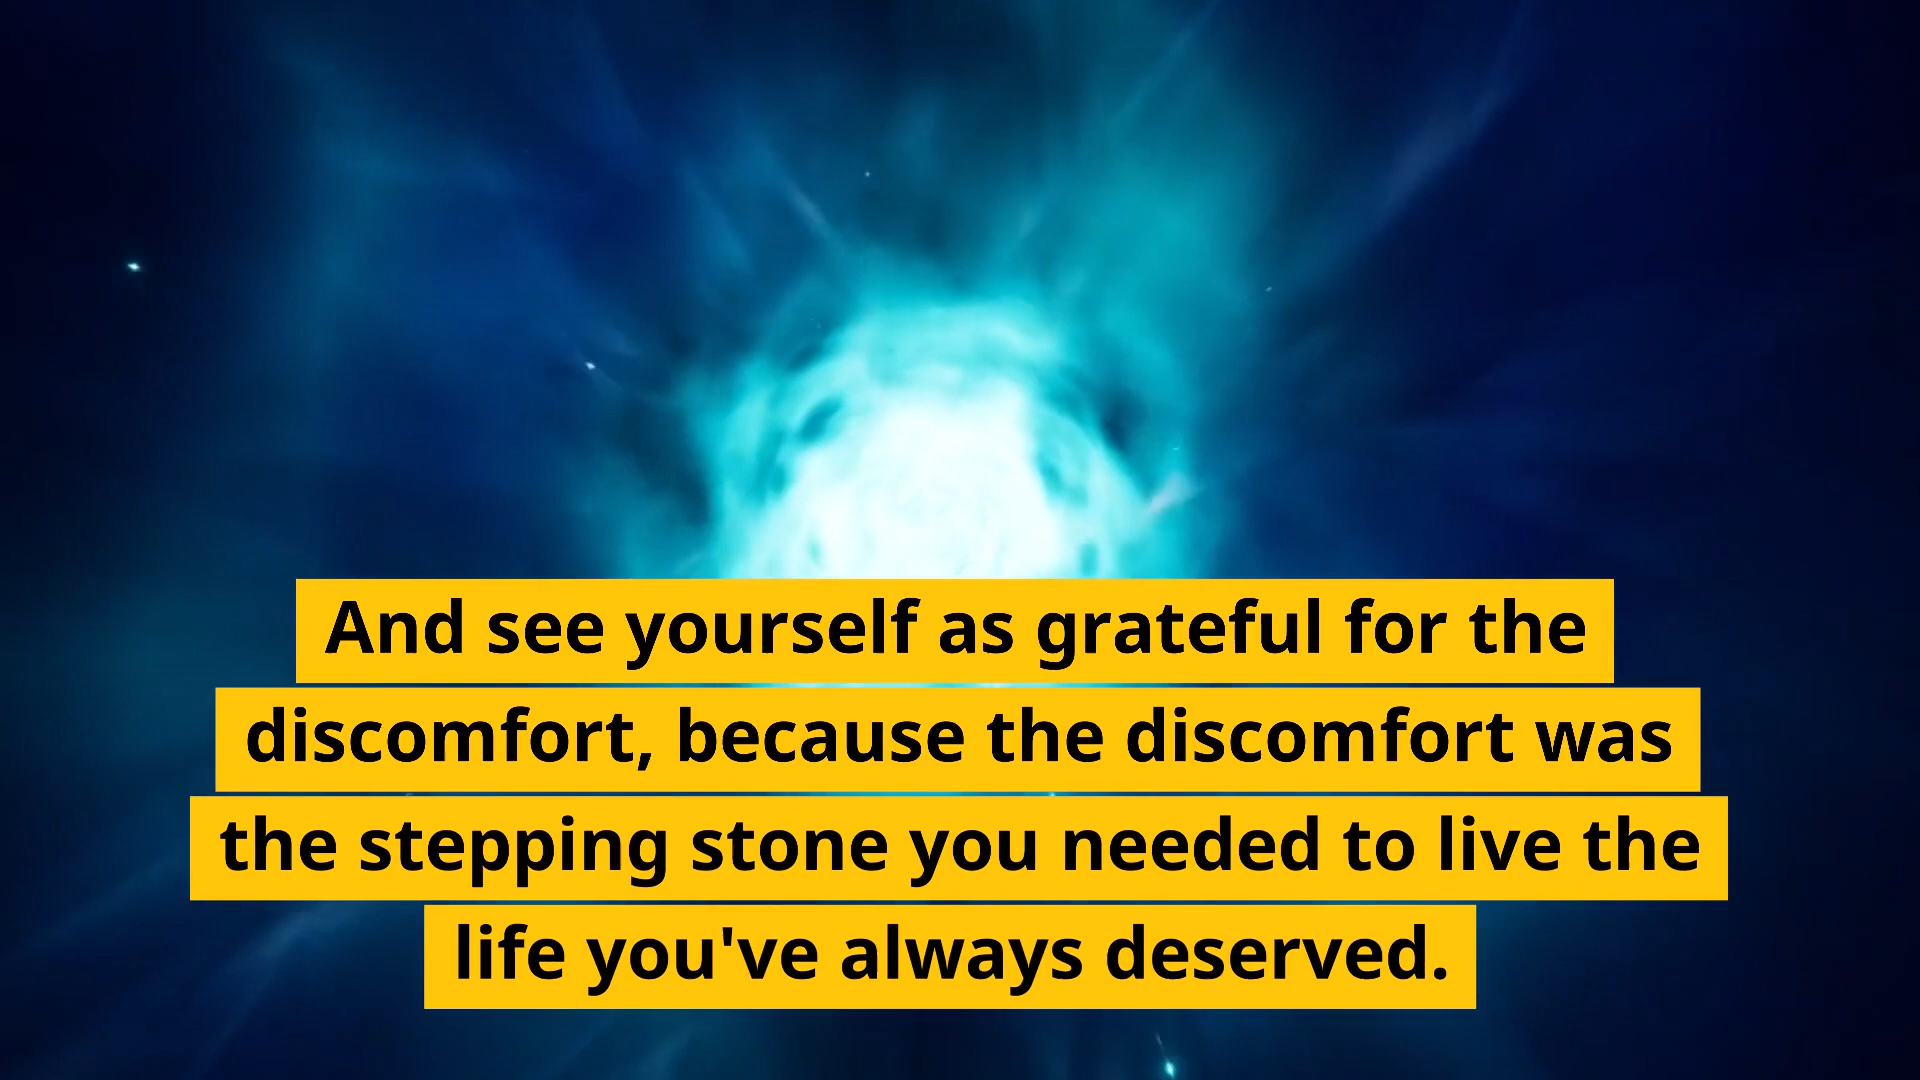 And see yourself as grateful for the
discomfort, because the discomfort was
the stepping stone you needed to live the
life you've always deserved.